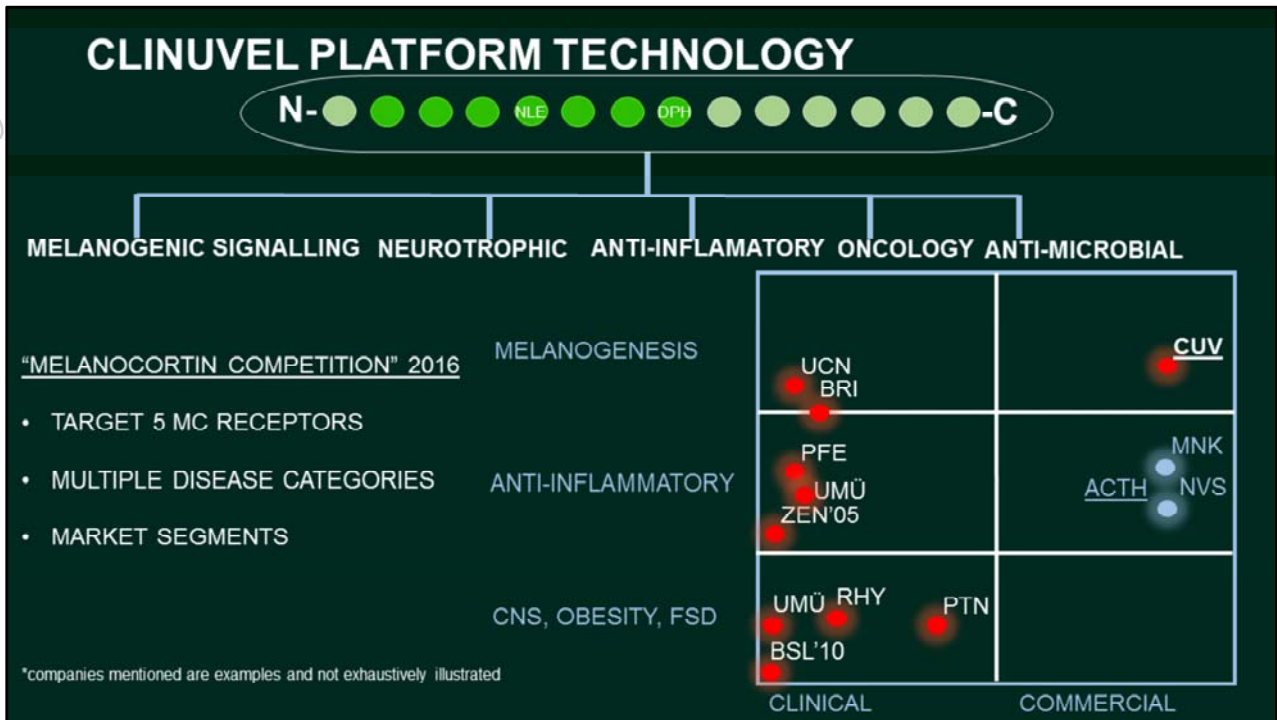 CLINUVEL PLATFORM TECHNOLOGY
N- NLE DPH -C
MELANOGENIC SIGNALLING NEUROTROPHIC ANTI-INFLAMATORY ONCOLOGY ANTI-MICROBIAL
"MELANOCORTIN COMPETITION" 2016
• TARGET 5 MC RECEPTORS
• MULTIPLE DISEASE CATEGORIES
• MARKET SEGMENTS
MELANOGENESIS
UCN
BRI
CUV
ANTI-INFLAMMATORY
PFE
UMÜ
ZEN'05
MNK
ACTH NVS
CNS, OBESITY, FSD
UMÜ RHY PTN
BSL'10
CLINICAL COMMERCIAL
*companies mentioned are examples and not exhaustively illustrated